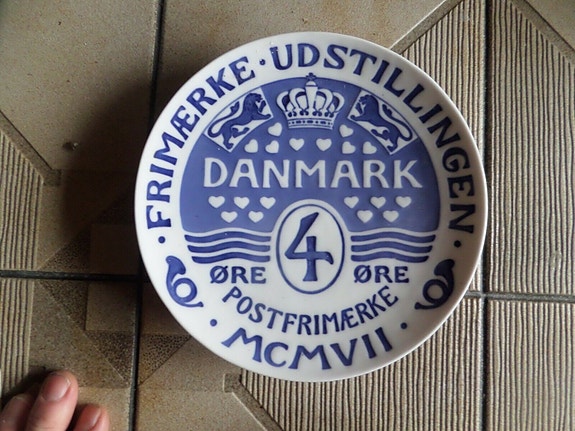 · FRIMÆRKE · UDSTILLINGEN ·
DANMARK
4
ØRE ØRE
POSTFRIMÆRKE
· MCMVII ·